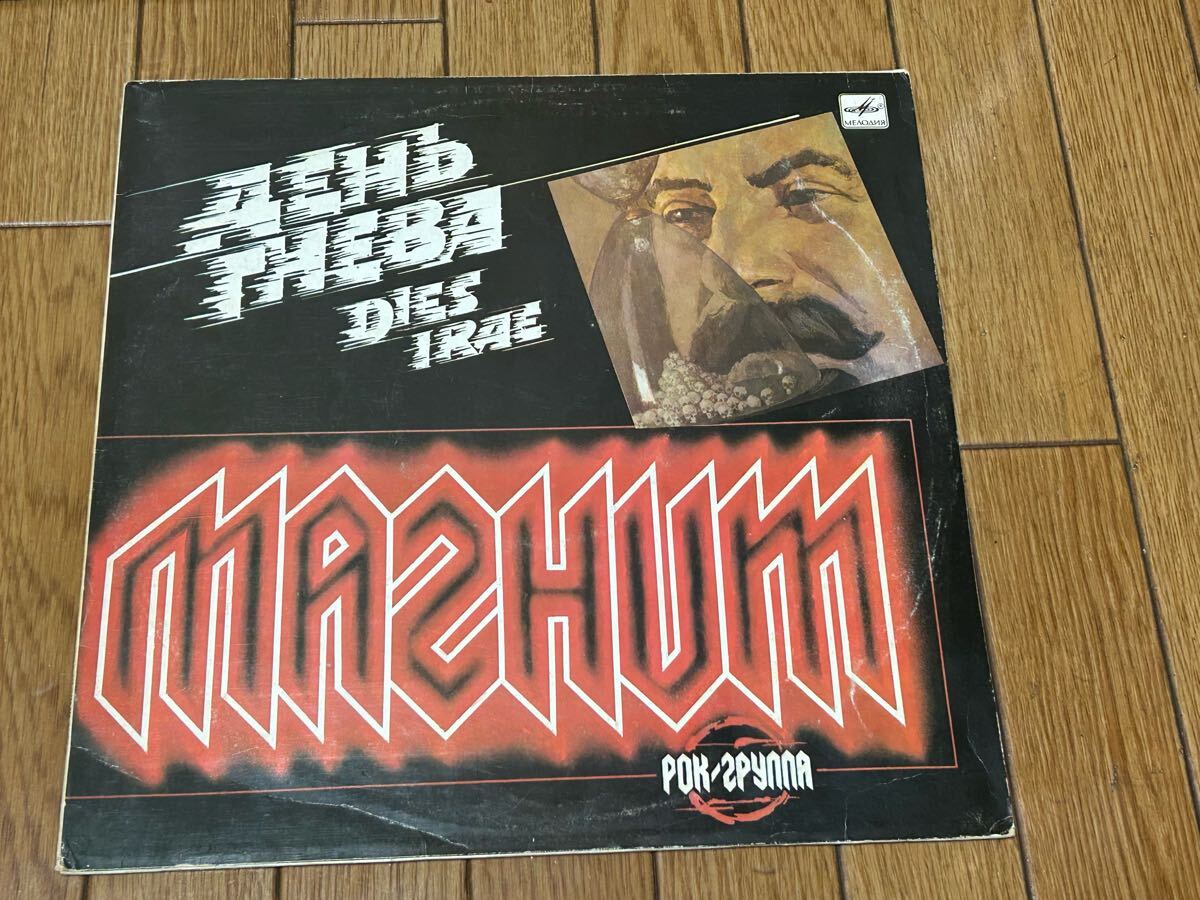 МЕЛОДИЯ
ДЕНЬ
ГНЕВА
DIES
IRAE
МАГНИТ
РОК-ГРУППА